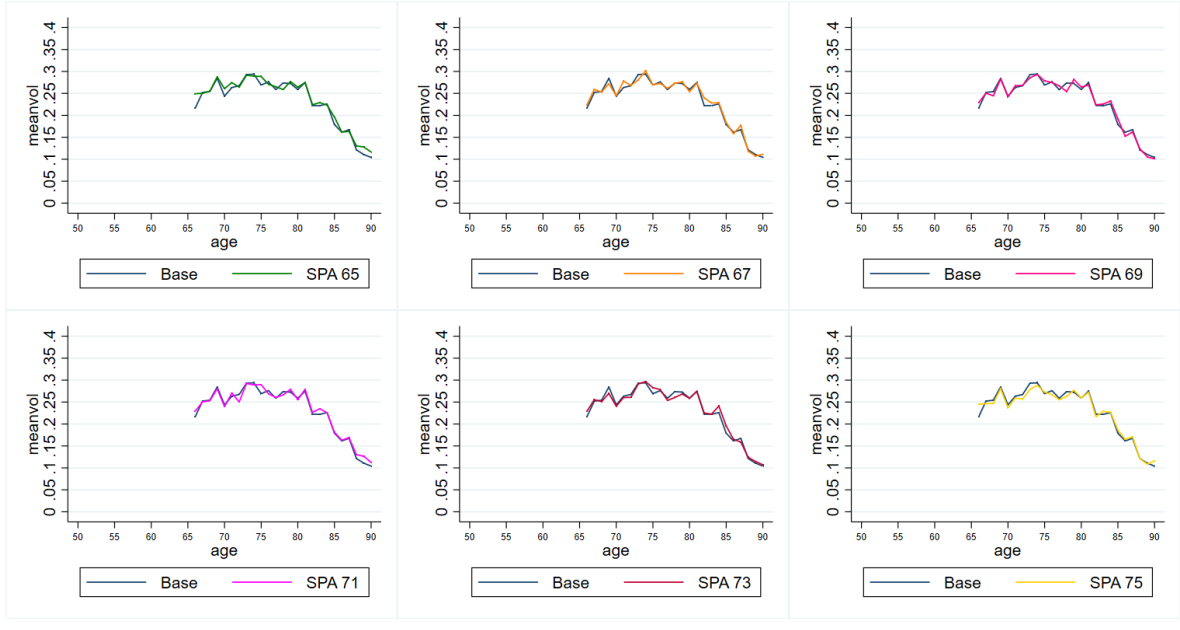 meanvol
0 .05 .1 .15 .2 .25 .3 .35 .4
50 55 60 65 70 75 80 85 90
age
Base SPA 65
meanvol
0 .05 .1 .15 .2 .25 .3 .35 .4
50 55 60 65 70 75 80 85 90
age
Base SPA 67
meanvol
0 .05 .1 .15 .2 .25 .3 .35 .4
50 55 60 65 70 75 80 85 90
age
Base SPA 69
meanvol
0 .05 .1 .15 .2 .25 .3 .35 .4
50 55 60 65 70 75 80 85 90
age
Base SPA 71
meanvol
0 .05 .1 .15 .2 .25 .3 .35 .4
50 55 60 65 70 75 80 85 90
age
Base SPA 73
meanvol
0 .05 .1 .15 .2 .25 .3 .35 .4
50 55 60 65 70 75 80 85 90
age
Base SPA 75